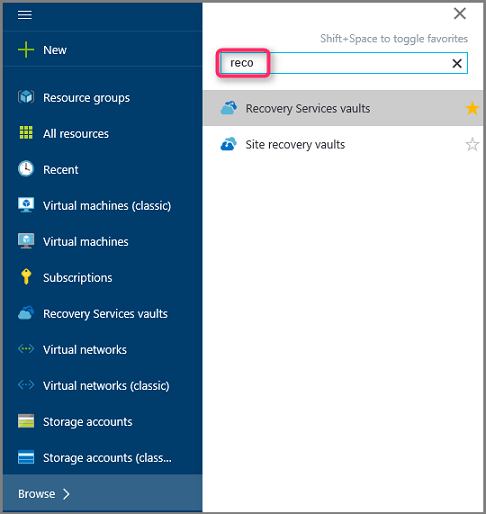 New
Resource groups
All resources
Recent
Virtual machines (classic)
Virtual machines
Subscriptions
Recovery Services vaults
Virtual networks
Virtual networks (classic)
Storage accounts
Storage accounts (class...
Browse
Shift+Space to toggle favorites
reco
Recovery Services vaults
Site recovery vaults